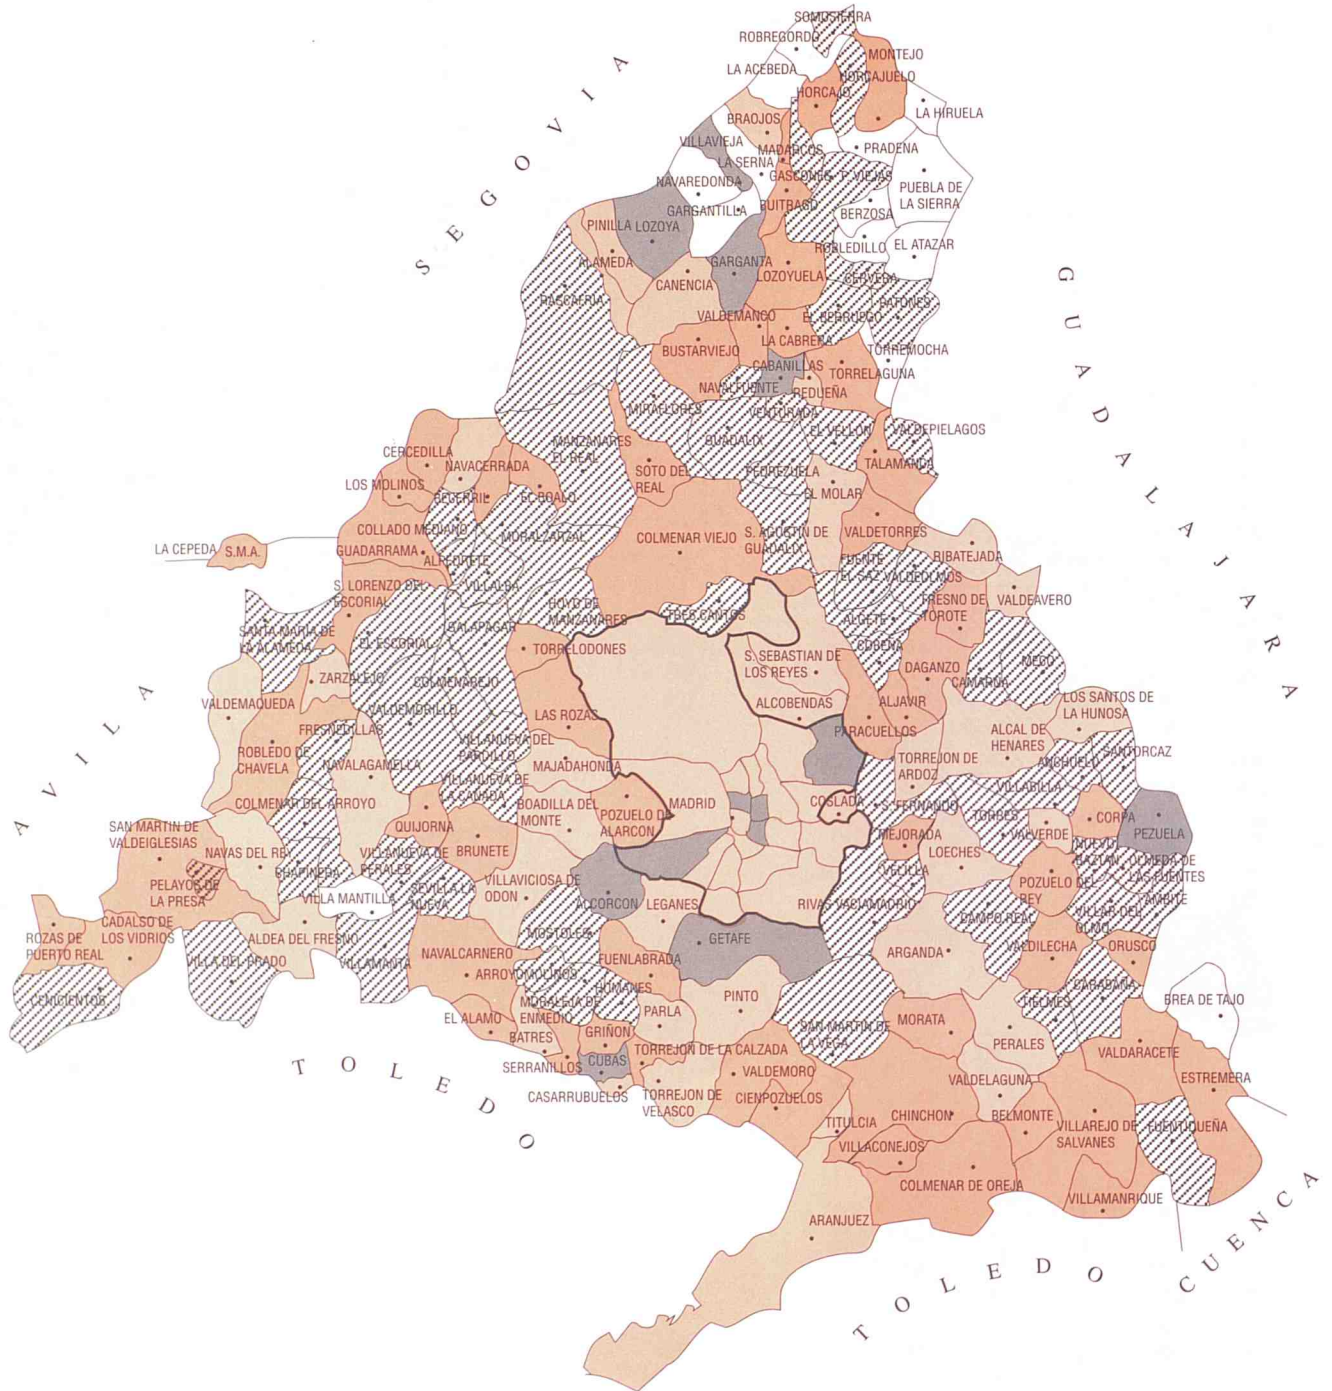 SOMOSIERRA
ROBREGORDO
MONTEJO
LA ACEBEDA
HORCAJUELO
HORCAJO
LA HIRUELA
BRAOJOS
VILLAVIEJA
MADARCOS
PRADENA
LA SERNA
GASCONES
P. VIEJAS
NAVAREDONDA
PUEBLA DE
LA SIERRA
BUITRAGO
GARGANTILLA
BERZOSA
PINILLA
LOZOYA
ROBLEDILLO
EL ATAZAR
ALAMEDA
GARGANTA
CANENCIA
LOZOYUELA
CERVERA
RASCAFRIA
PATONES
VALDEMANCO
EL BERRUEGO
LA CABRERA
BUSTARVIEJO
TORREMOCHA
CABANILLAS
TORRELAGUNA
NAVALFUENTE
REDUEÑA
MIRAFLORES
VENTURADA
GUADALIX
EL VELLON
VALDEPIELAGOS
MANZANARES
EL REAL
CERCEDILLA
NAVACERRADA
SOTO DEL
REAL
PEDREZUELA
TALAMANCA
LOS MOLINOS
BECERRIL
EL BOALO
EL MOLAR
COLLADO MEDIANO
MORALZARZAL
COLMENAR VIEJO
S. AGUSTIN DE
GUADALIX
VALDETORRES
LA CEPEDA
S.M.A.
GUADARRAMA
ALPEDRETE
RIBATEJADA
FUENTE
EL SAZ
VALDEOLMOS
S. LORENZO DEL
ESCORIAL
VILLALBA
FRESNO DE
TOROTE
VALDEAVERO
HOYO DE
MANZANARES
TRES CANTOS
ALGETE
SANTA MARIA DE
LA ALAMEDA
EL ESCORIAL
GALAPAGAR
COBEÑA
TORRELODONES
S. SEBASTIAN DE
LOS REYES
DAGANZO
MECO
ZARZALEJO
COLMENAREJO
CAMARMA
VALDEMAQUEDA
ALCOBENDAS
ALJAVIR
LOS SANTOS DE
LA HUNOSA
VALDEMORILLO
LAS ROZAS
FRESNEDILLAS
PARACUELLOS
ALCAL DE
HENARES
ROBLEDO DE
CHAVELA
VILLANUEVA DEL
PARDILLO
SANTORCAZ
NAVALAGAMELLA
MAJADAHONDA
TORREJON DE
ARDOZ
ANCHUELO
VILLANUEVA DE
LA CAÑADA
VILLABILLA
COLMENAR DEL ARROYO
BOADILLA DEL
MONTE
POZUELO DE
ALARCON
MADRID
COSLADA
S. FERNANDO
TORRES
CORPA
SAN MARTIN DE
VALDEIGLESIAS
QUIJORNA
MEJORADA
VALVERDE
PEZUELA
NAVAS DEL REY
VILLANUEVA DE
PERALES
BRUNETE
LOECHES
NUEVO
BAZTAN
OLMEDA DE
LAS FUENTES
CHAPINERA
VELILLA
PELAYOS DE
LA PRESA
VILLAVICIOSA DE
ODON
POZUELO DEL
REY
SEVILLA LA
NUEVA
VILLA MANTILLA
ALCORCON
LEGANES
RIVAS VACIAMADRID
AMBITE
CAMPO REAL
VILLAR DEL
OLMO
CADALSO DE
LOS VIDRIOS
ROZAS DE
PUERTO REAL
ALDEA DEL FRESNO
MOSTOLES
GETAFE
ARGANDA
VALDILECHA
ORUSCO
NAVALCARNERO
VILLA DEL PRADO
VILLAMANTA
FUENLABRADA
ARROYOMOLINOS
HUMANES
CENICIENTOS
PINTO
CARABAÑA
BREA DE TAJO
MORALEJA DE
ENMEDIO
TIELMES
EL ALAMO
PARLA
SAN MARTIN DE
LA VEGA
MORATA
BATRES
GRIÑON
PERALES
VALDARACETE
TORREJON DE LA CALZADA
SERRANILLOS
CUBAS
VALDEMORO
VALDELAGUNA
ESTREMERA
CASARRUBUELOS
TORREJON DE
VELASCO
CIENPOZUELOS
TITULCIA
CHINCHON
BELMONTE
VILLAREJO DE
SALVANES
FUENTIQUEÑA
VILLACONEJOS
COLMENAR DE OREJA
VILLAMANRIQUE
ARANJUEZ
SEGOVIA
GUADALAJARA
AVILA
TOLEDO
TOLEDO
CUENCA